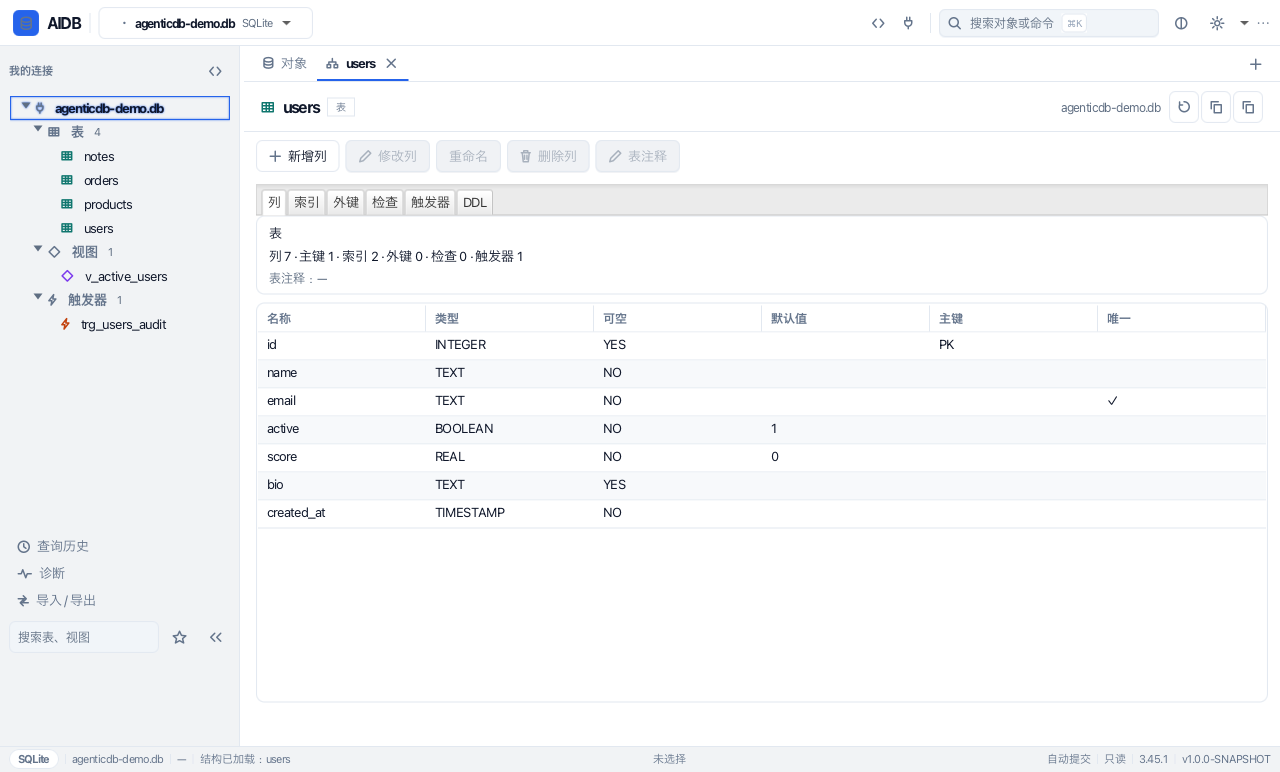 AIDB
agenticdb-demo.db SQLite
搜索对象或命令 ⌘K
我的连接
agenticdb-demo.db
表 4
notes
orders
products
users
视图 1
v_active_users
触发器 1
trg_users_audit
查询历史
诊断
导入/导出
搜索表、视图
对象
users
users 表
agenticdb-demo.db
新增列 修改列 重命名 删除列 表注释
列 索引 外键 检查 触发器 DDL
表
列 7 · 主键 1 · 索引 2 · 外键 0 · 检查 0 · 触发器 1
表注释：—
名称 类型 可空 默认值 主键 唯一
id INTEGER YES PK
name TEXT NO
email TEXT NO ✓
active BOOLEAN NO 1
score REAL NO 0
bio TEXT YES
created_at TIMESTAMP NO
SQLite agenticdb-demo.db — 结构已加载：users 未选择 自动提交 只读 3.45.1 v1.0.0-SNAPSHOT